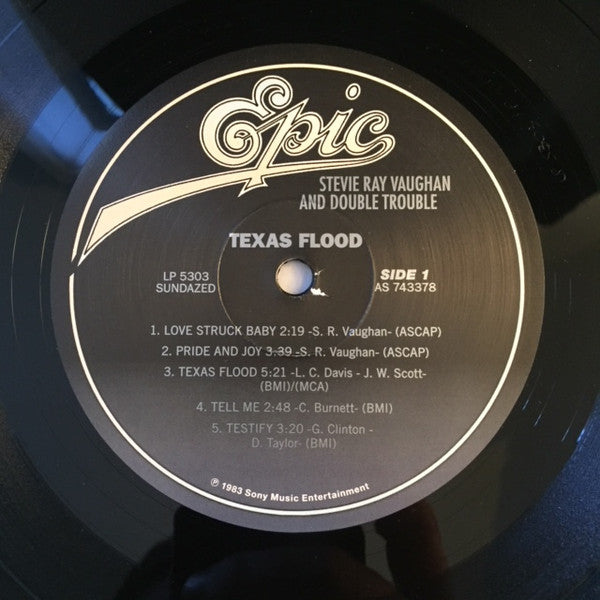 Epic
STEVIE RAY VAUGHAN
AND DOUBLE TROUBLE
TEXAS FLOOD
LP 5303
SUNDAZED
SIDE 1
AS 743378
1. LOVE STRUCK BABY 2:19 -S. R. Vaughan- (ASCAP)
2. PRIDE AND JOY 3:39 -S. R. Vaughan- (ASCAP)
3. TEXAS FLOOD 5:21 -L. C. Davis - J. W. Scott-
(BMI)/(MCA)
4. TELL ME 2:48 -C. Burnett- (BMI)
5. TESTIFY 3:20 -G. Clinton -
D. Taylor- (BMI)
℗ 1983 Sony Music Entertainment